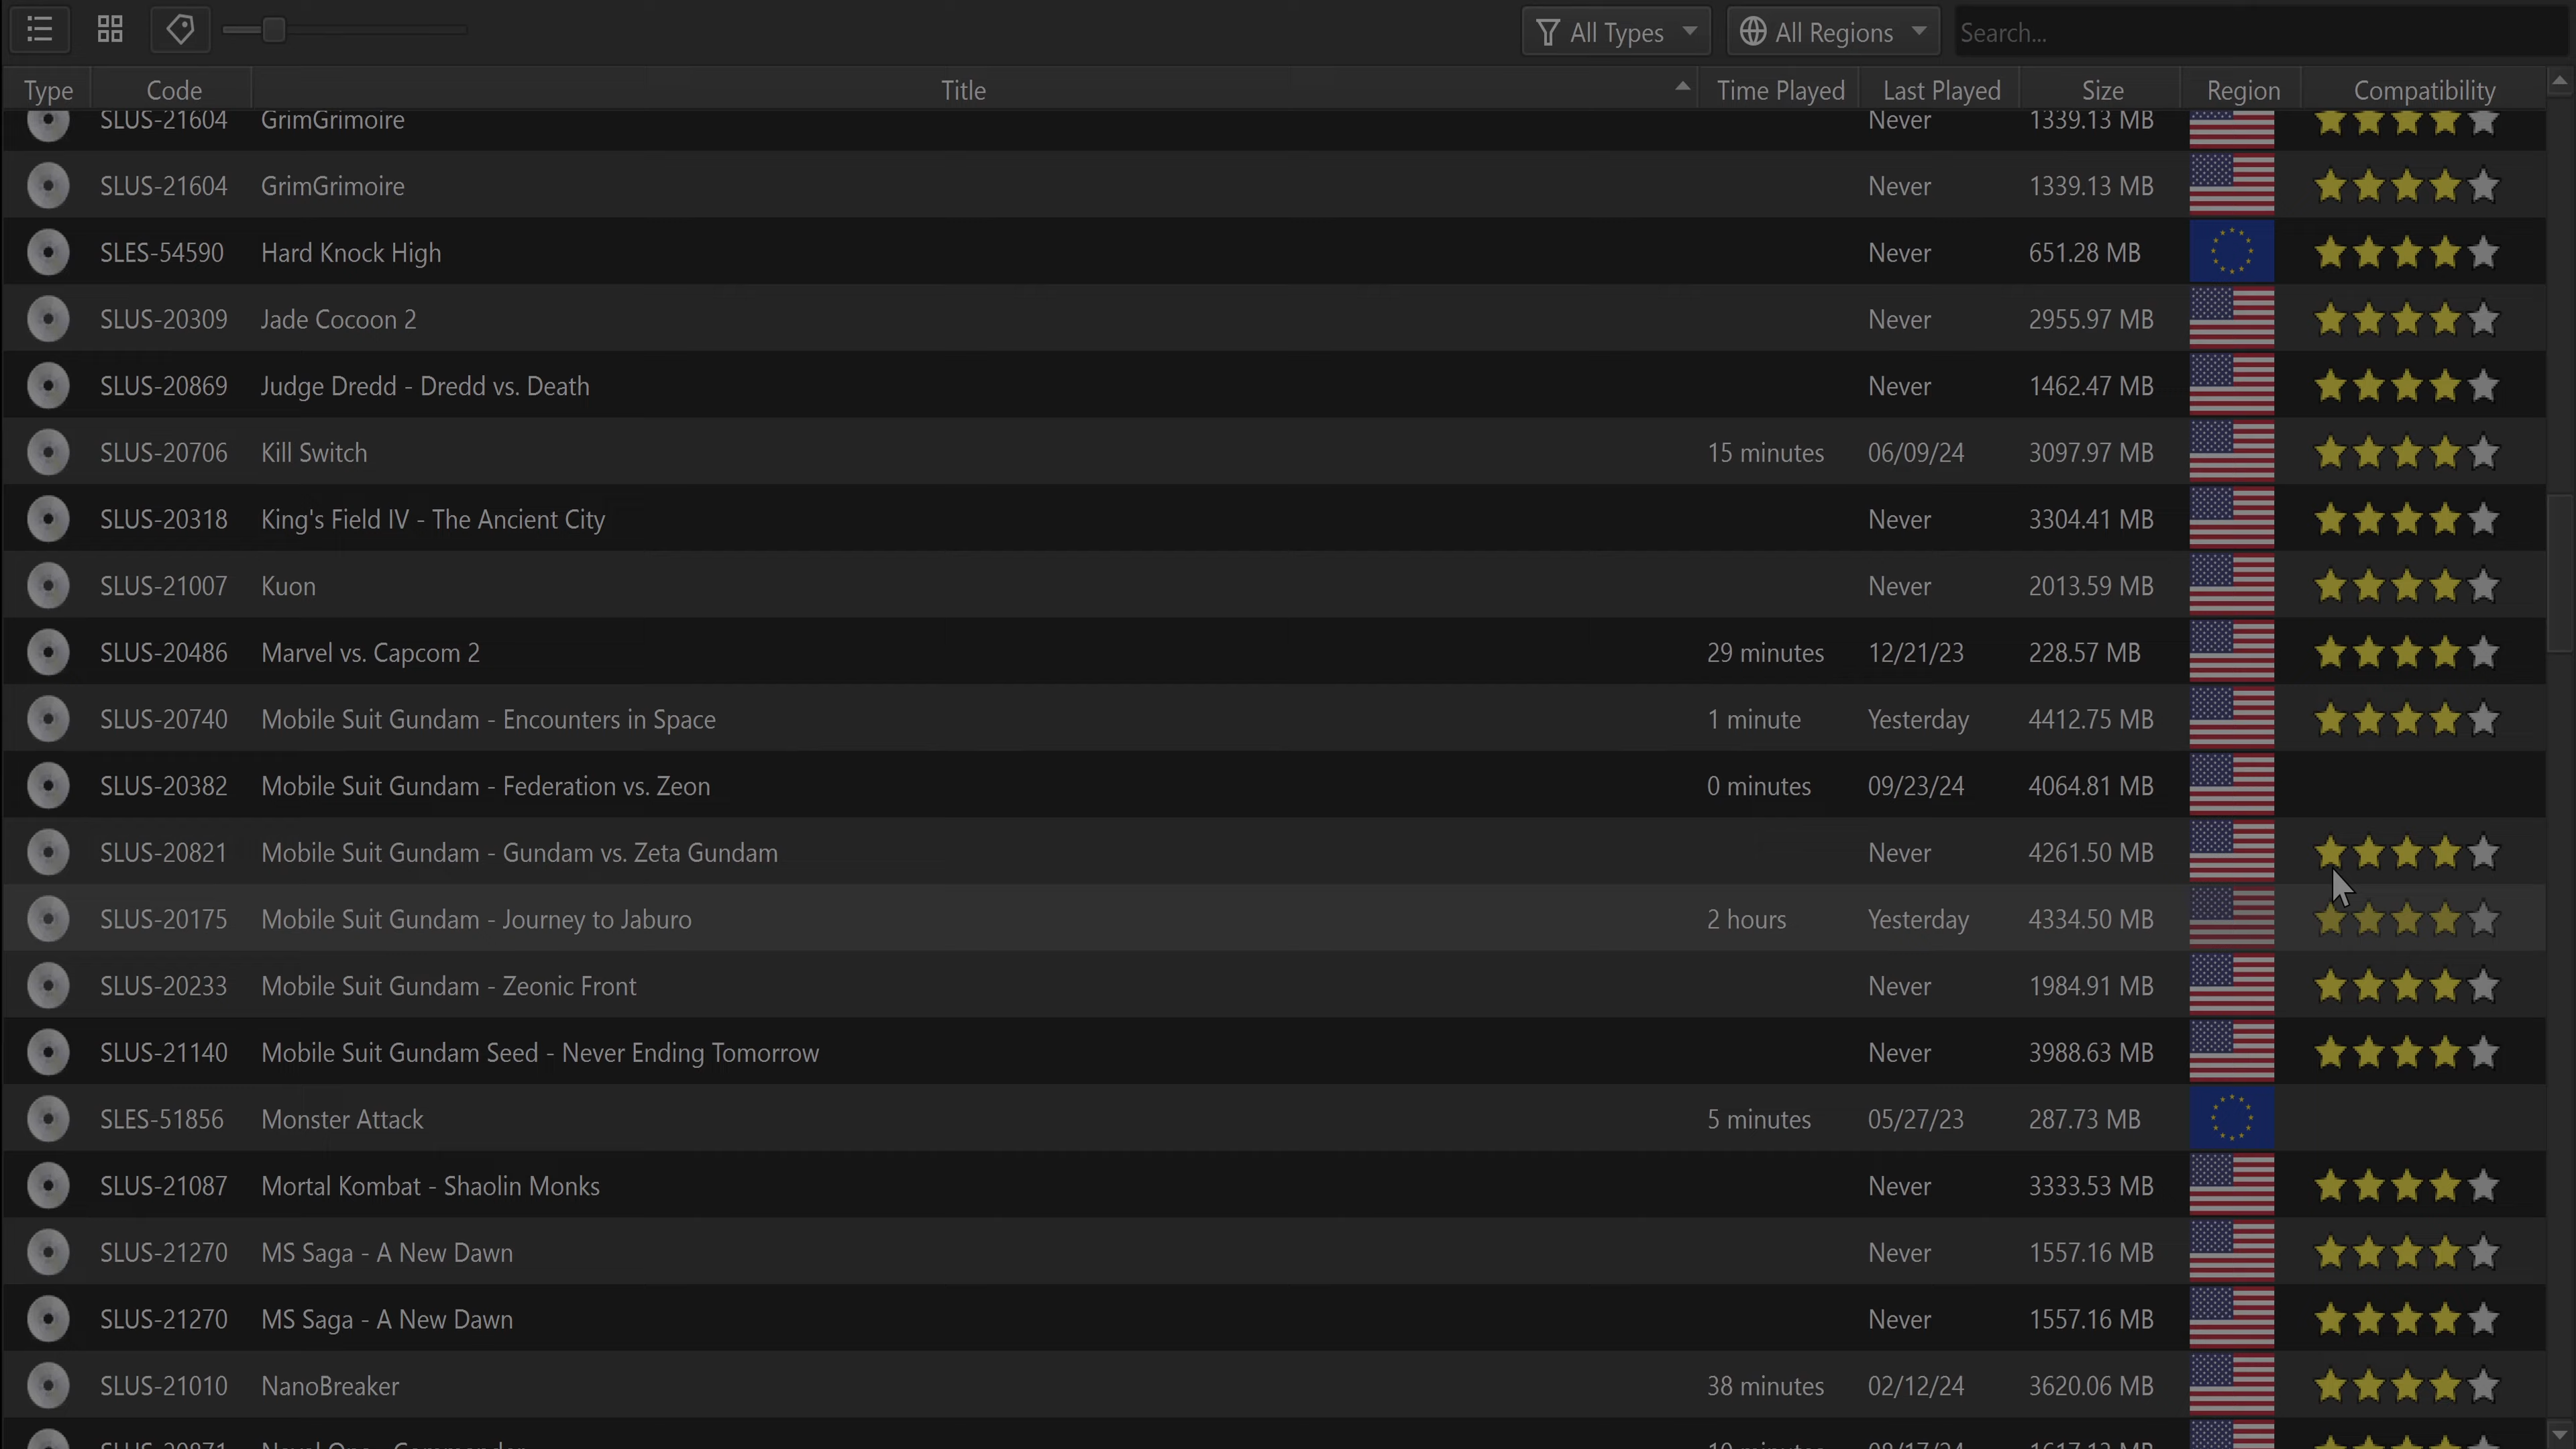 All Types All Regions Search...
Type Code Title Time Played Last Played Size Region Compatibility
SLUS-21604 GrimGrimoire Never 1339.13 MB
SLUS-21604 GrimGrimoire Never 1339.13 MB
SLES-54590 Hard Knock High Never 651.28 MB
SLUS-20309 Jade Cocoon 2 Never 2955.97 MB
SLUS-20869 Judge Dredd - Dredd vs. Death Never 1462.47 MB
SLUS-20706 Kill Switch 15 minutes 06/09/24 3097.97 MB
SLUS-20318 King's Field IV - The Ancient City Never 3304.41 MB
SLUS-21007 Kuon Never 2013.59 MB
SLUS-20486 Marvel vs. Capcom 2 29 minutes 12/21/23 228.57 MB
SLUS-20740 Mobile Suit Gundam - Encounters in Space 1 minute Yesterday 4412.75 MB
SLUS-20382 Mobile Suit Gundam - Federation vs. Zeon 0 minutes 09/23/24 4064.81 MB
SLUS-20821 Mobile Suit Gundam - Gundam vs. Zeta Gundam Never 4261.50 MB
SLUS-20175 Mobile Suit Gundam - Journey to Jaburo 2 hours Yesterday 4334.50 MB
SLUS-20233 Mobile Suit Gundam - Zeonic Front Never 1984.91 MB
SLUS-21140 Mobile Suit Gundam Seed - Never Ending Tomorrow Never 3988.63 MB
SLES-51856 Monster Attack 5 minutes 05/27/23 287.73 MB
SLUS-21087 Mortal Kombat - Shaolin Monks Never 3333.53 MB
SLUS-21270 MS Saga - A New Dawn Never 1557.16 MB
SLUS-21270 MS Saga - A New Dawn Never 1557.16 MB
SLUS-21010 NanoBreaker 38 minutes 02/12/24 3620.06 MB